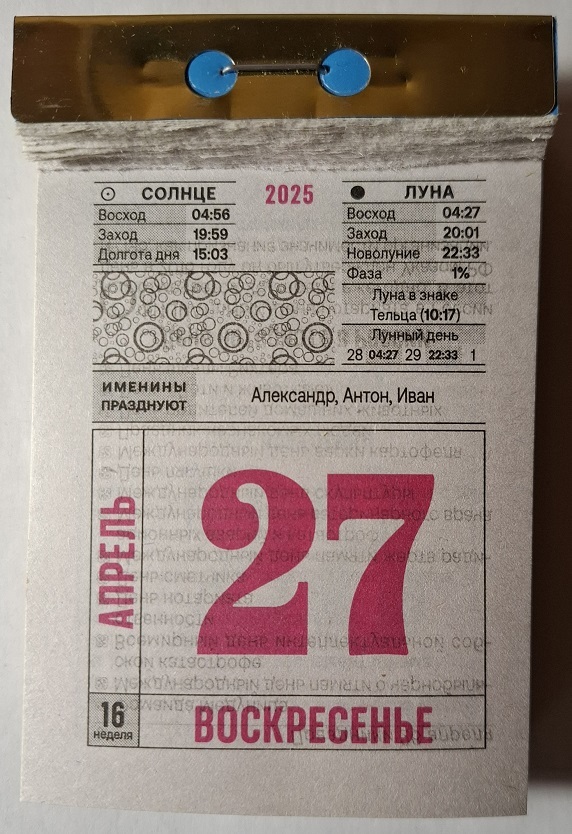 СОЛНЦЕ
Восход 04:56
Заход 19:59
Долгота дня 15:03
2025
ЛУНА
Восход 04:27
Заход 20:01
Новолуние 22:33
Фаза 1%
Луна в знаке
Тельца (10:17)
Лунный день
28 04:27 29 22:33 1
ИМЕНИНЫ
ПРАЗДНУЮТ
Александр, Антон, Иван
АПРЕЛЬ
27
16
неделя
ВОСКРЕСЕНЬЕ